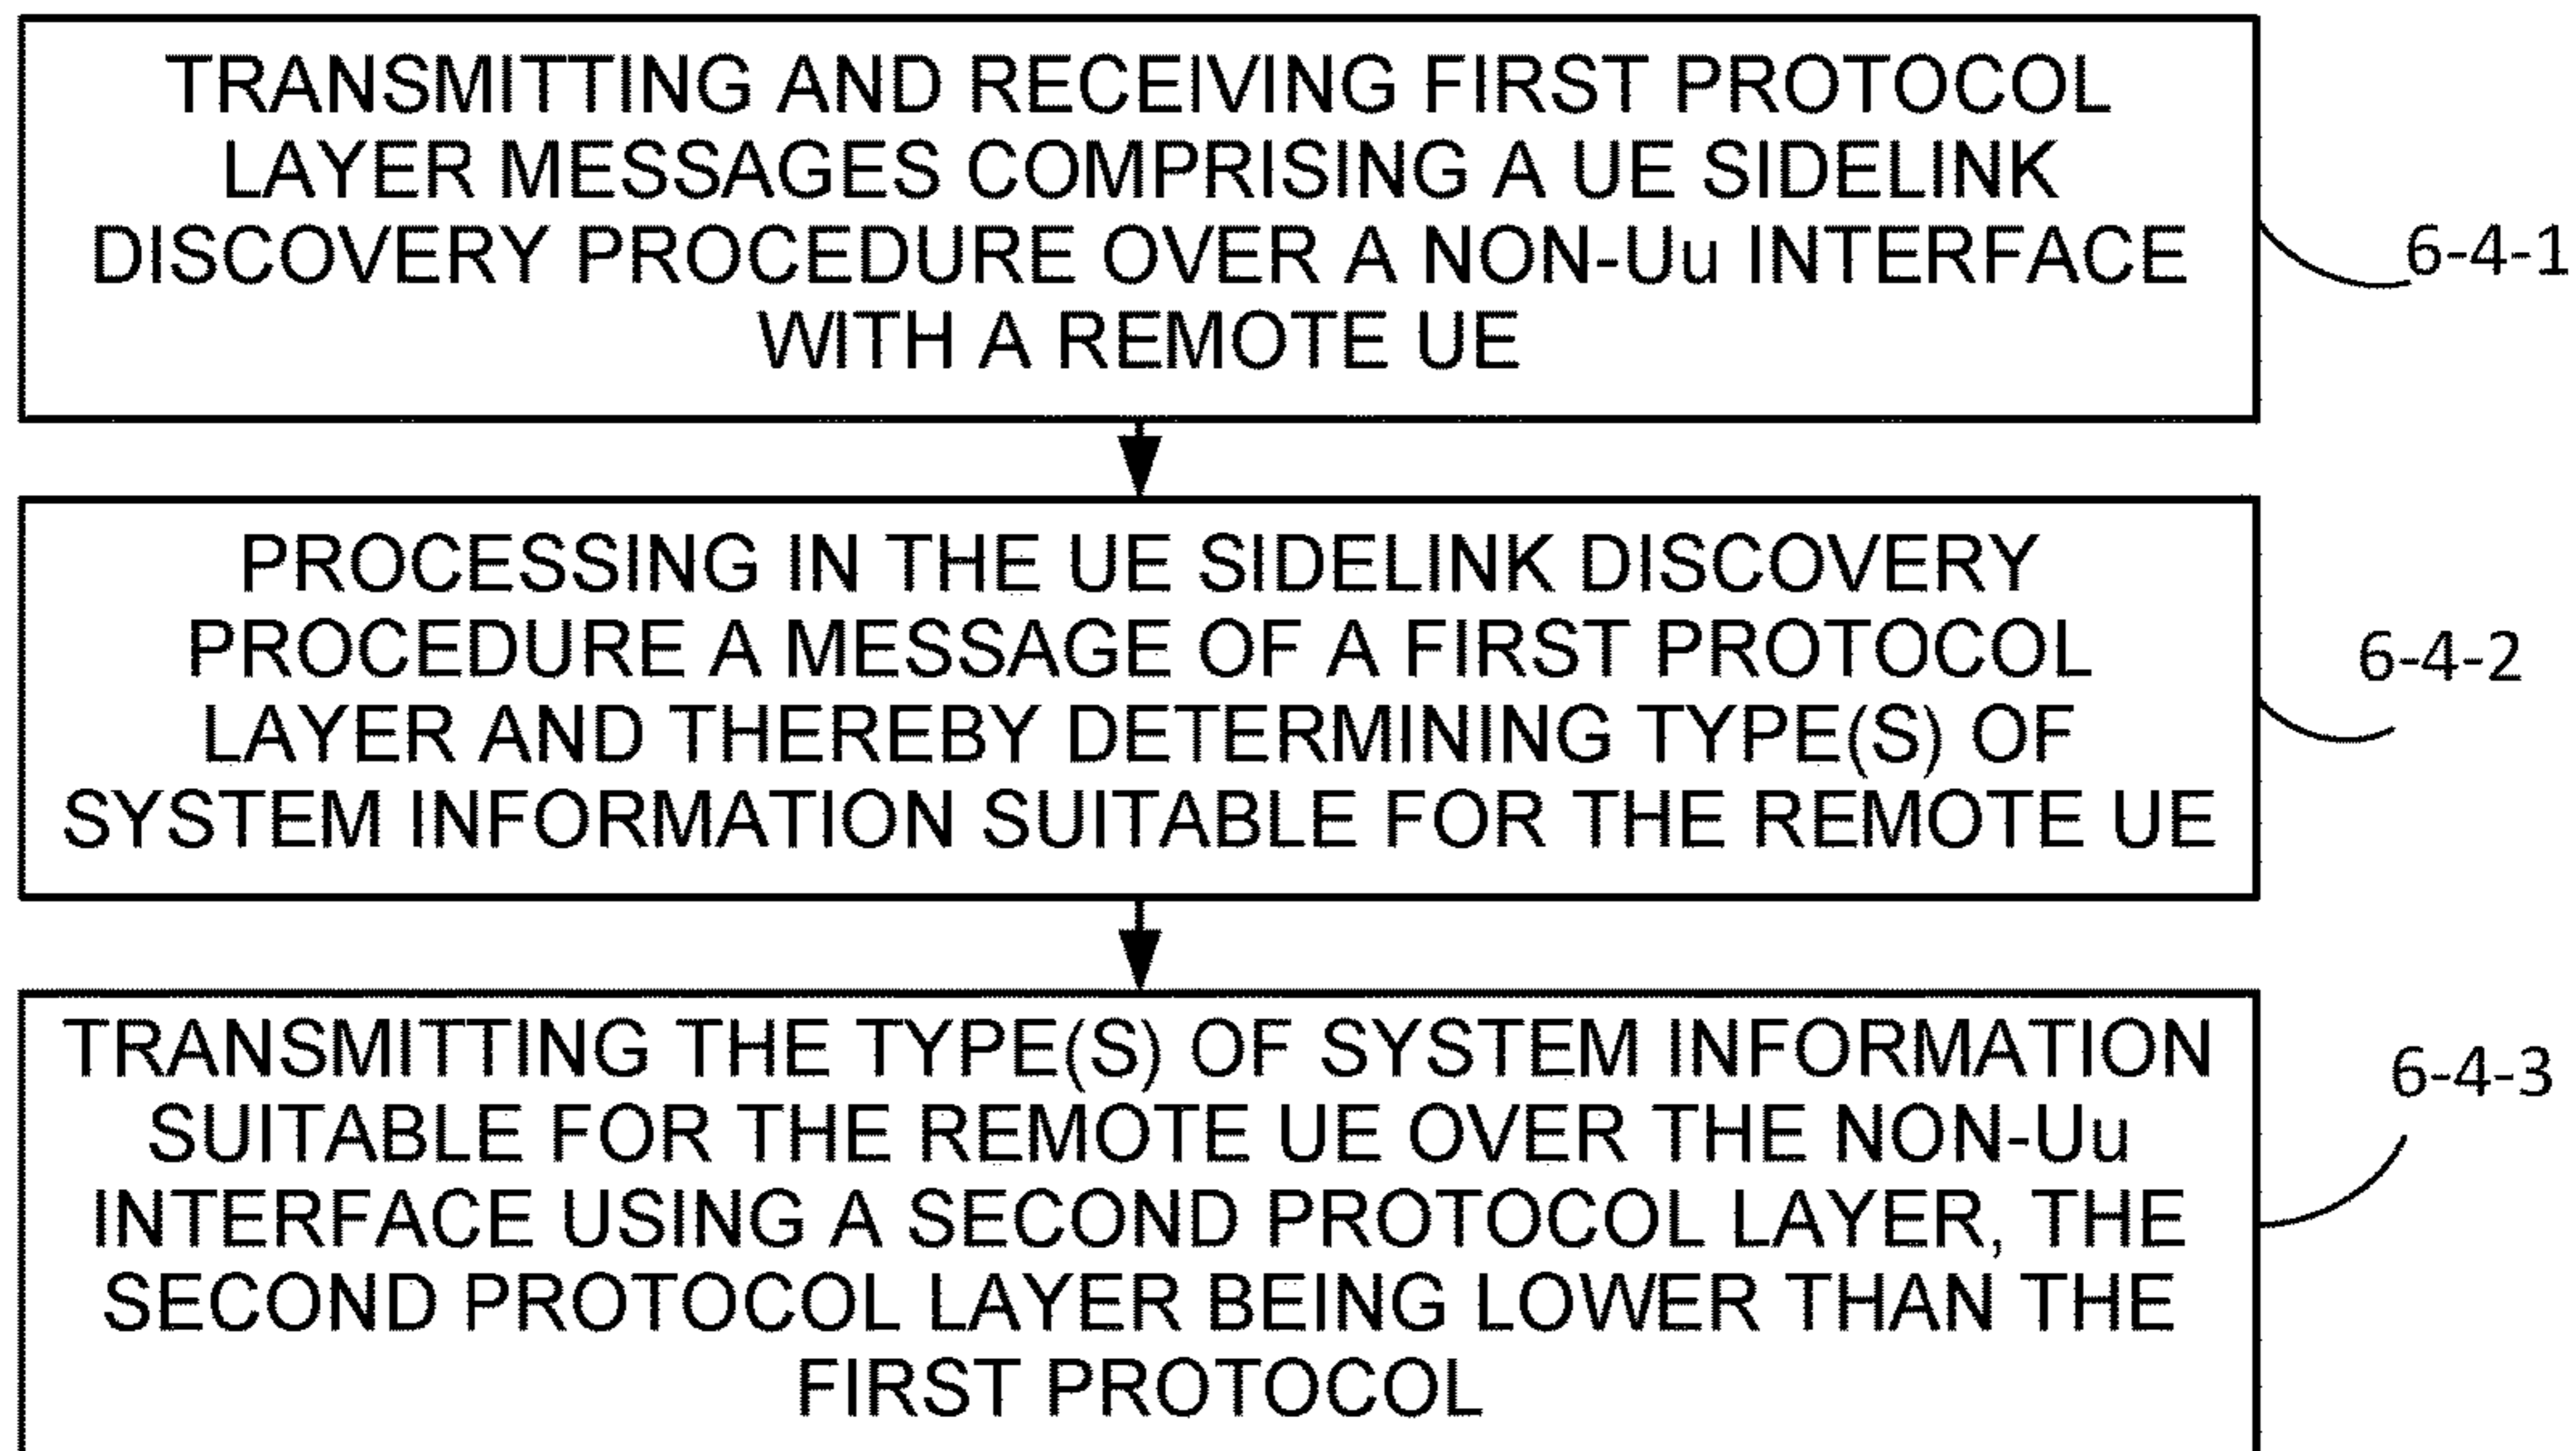 TRANSMITTING AND RECEIVING FIRST PROTOCOL
LAYER MESSAGES COMPRISING A UE SIDELINK
DISCOVERY PROCEDURE OVER A NON-Uu INTERFACE
WITH A REMOTE UE
6-4-1
PROCESSING IN THE UE SIDELINK DISCOVERY
PROCEDURE A MESSAGE OF A FIRST PROTOCOL
LAYER AND THEREBY DETERMINING TYPE(S) OF
SYSTEM INFORMATION SUITABLE FOR THE REMOTE UE
6-4-2
TRANSMITTING THE TYPE(S) OF SYSTEM INFORMATION
SUITABLE FOR THE REMOTE UE OVER THE NON-Uu
INTERFACE USING A SECOND PROTOCOL LAYER, THE
SECOND PROTOCOL LAYER BEING LOWER THAN THE
FIRST PROTOCOL
6-4-3